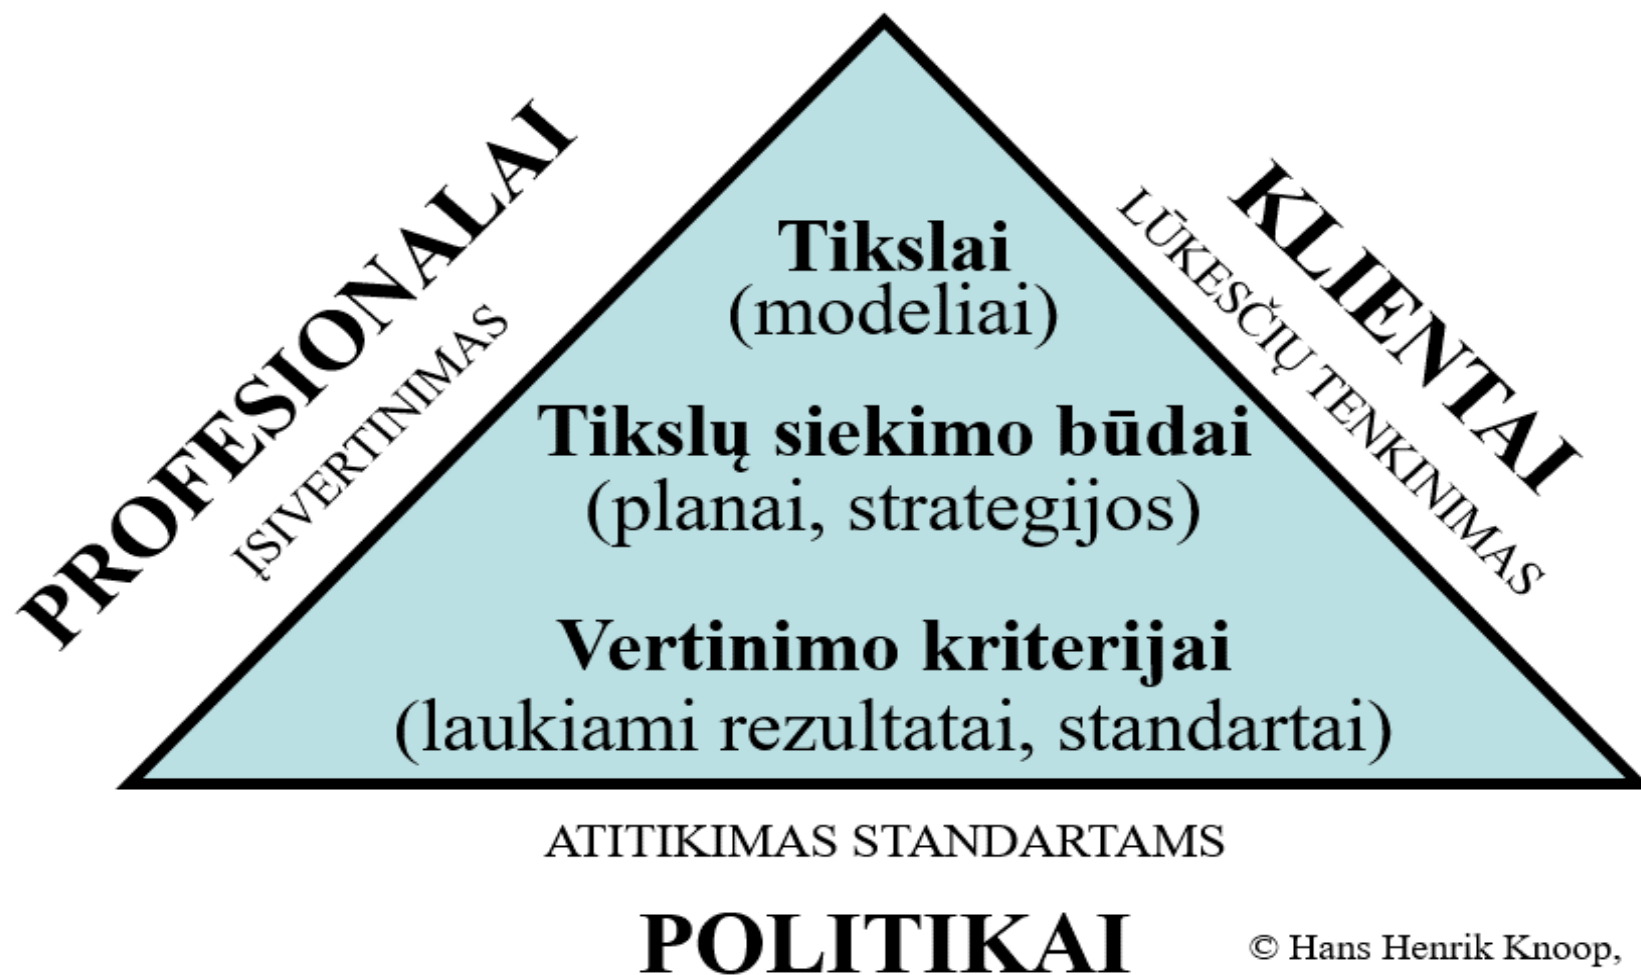 PROFESIONALAI
ĮSIVERTINIMAS
KLIENTAI
LŪKESČIŲ TENKINIMAS
Tikslai
(modeliai)
Tikslų siekimo būdai
(planai, strategijos)
Vertinimo kriterijai
(laukiami rezultatai, standartai)
ATITIKIMAS STANDARTAMS
POLITIKAI
© Hans Henrik Knoop,